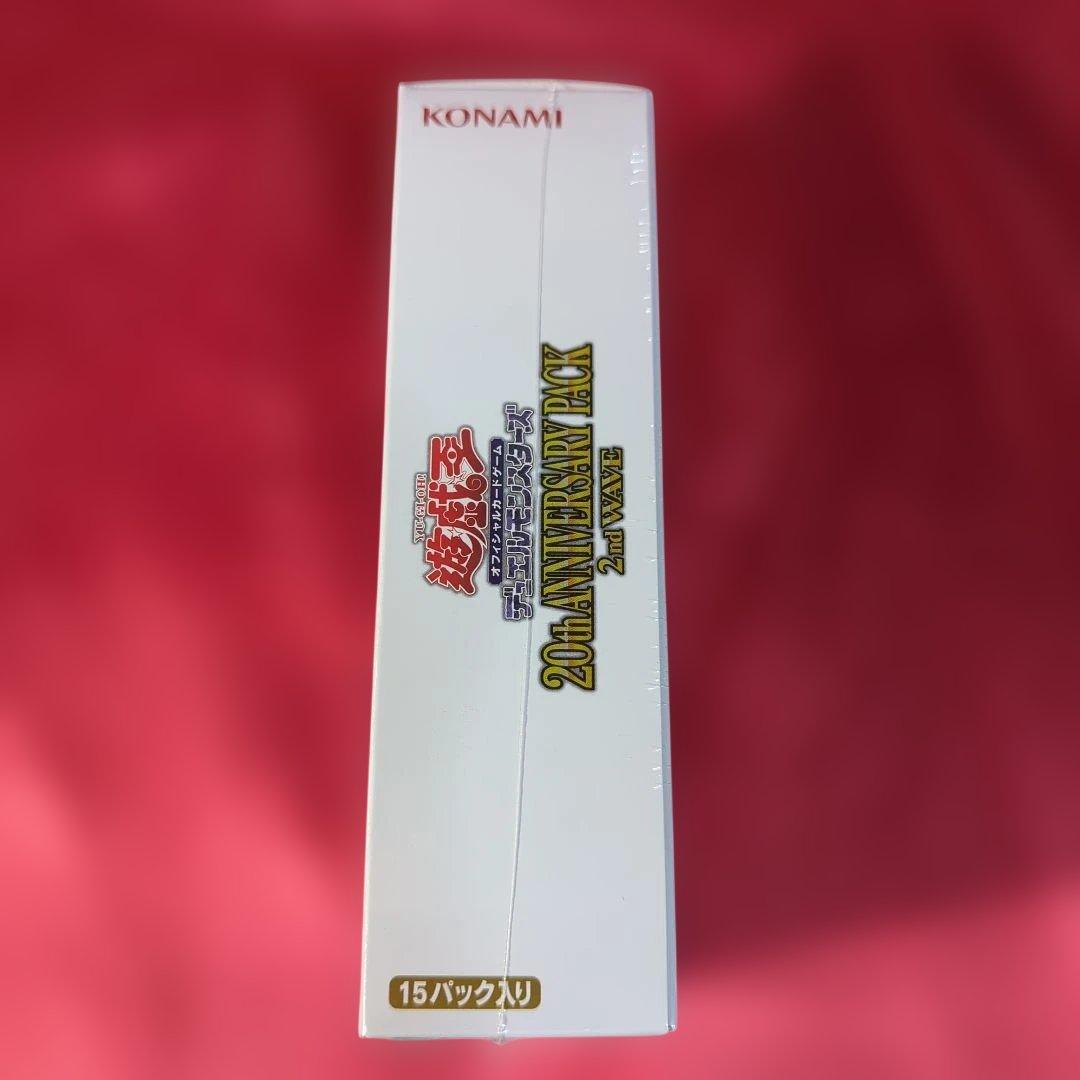 KONAMI
YU-GI-OH!
遊戯王
オフィシャルカードゲーム
デュエルモンスターズ
20th ANNIVERSARY PACK
2nd WAVE
15パック入り